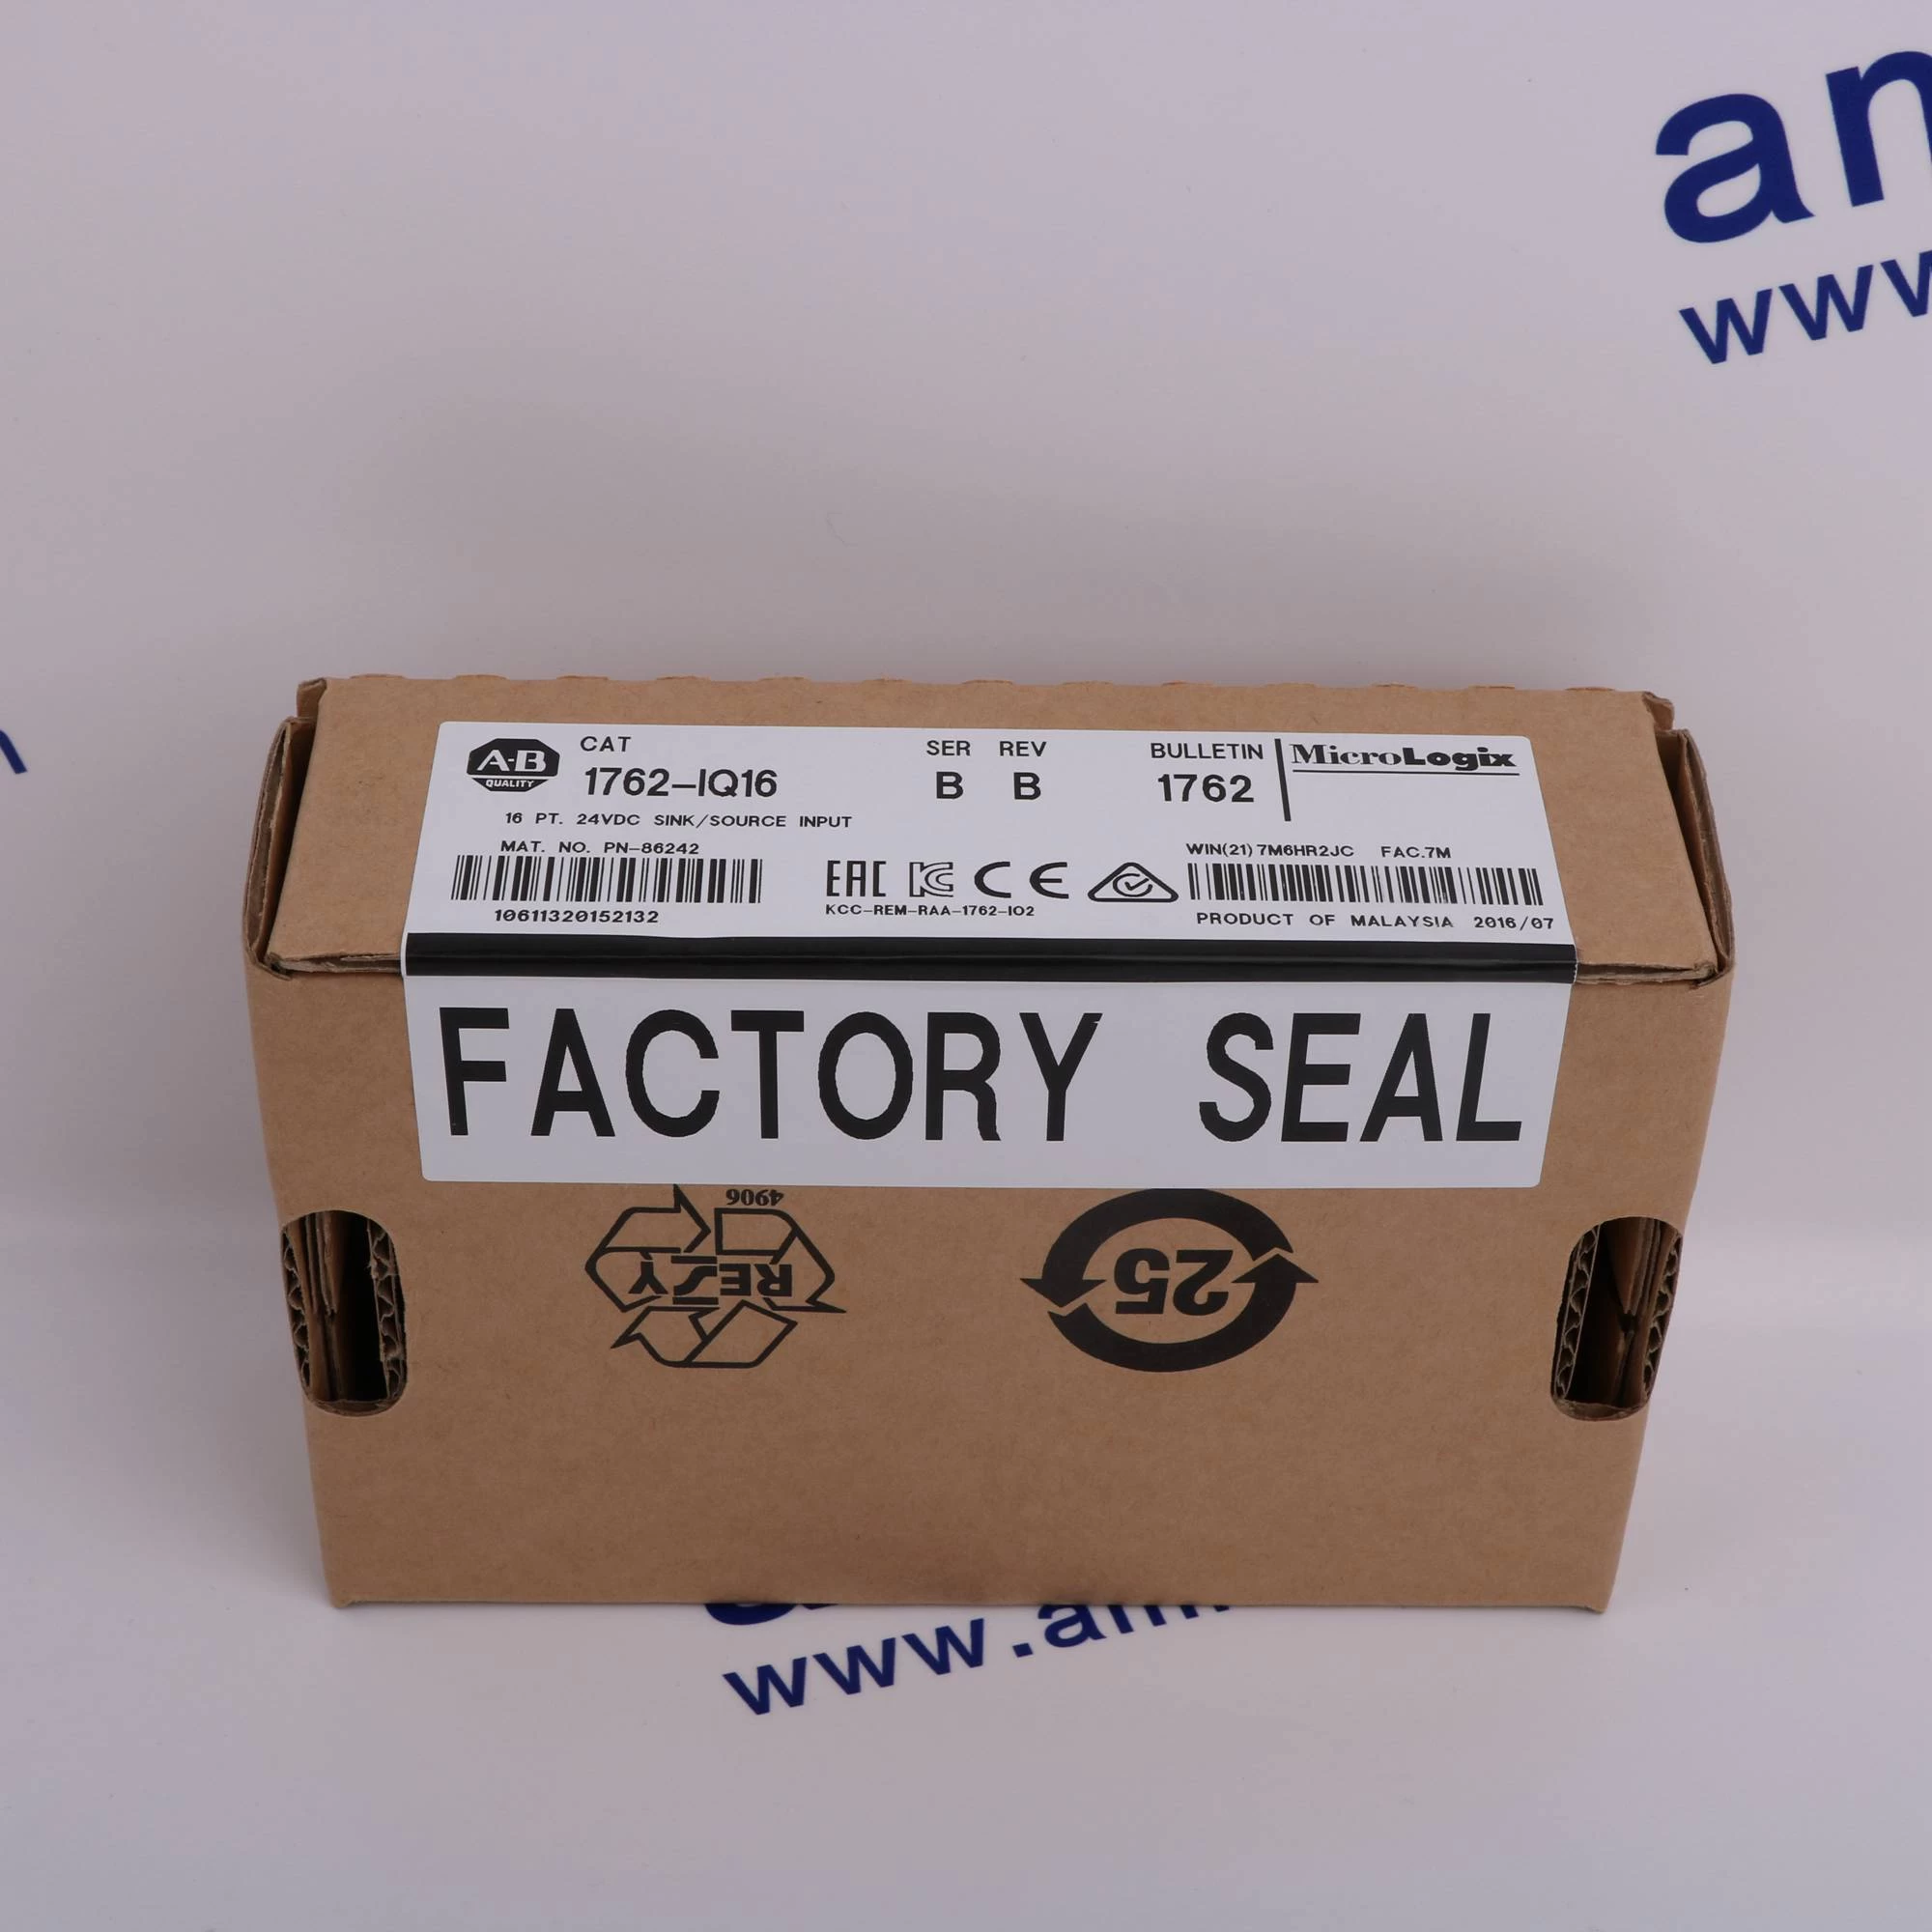 an
www
A-B
QUALITY
CAT
1762-IQ16
SER REV
B B
BULLETIN
1762
MicroLogix
16 PT. 24VDC SINK/SOURCE INPUT
MAT. NO. PN-86242
10611320152132
EAC KC CE
KCC-REM-RAA-1762-IO2
WIN(21)7M6HR2JC FAC.7M
PRODUCT OF MALAYSIA 2016/07
FACTORY SEAL
4906
RESY
25
www.am